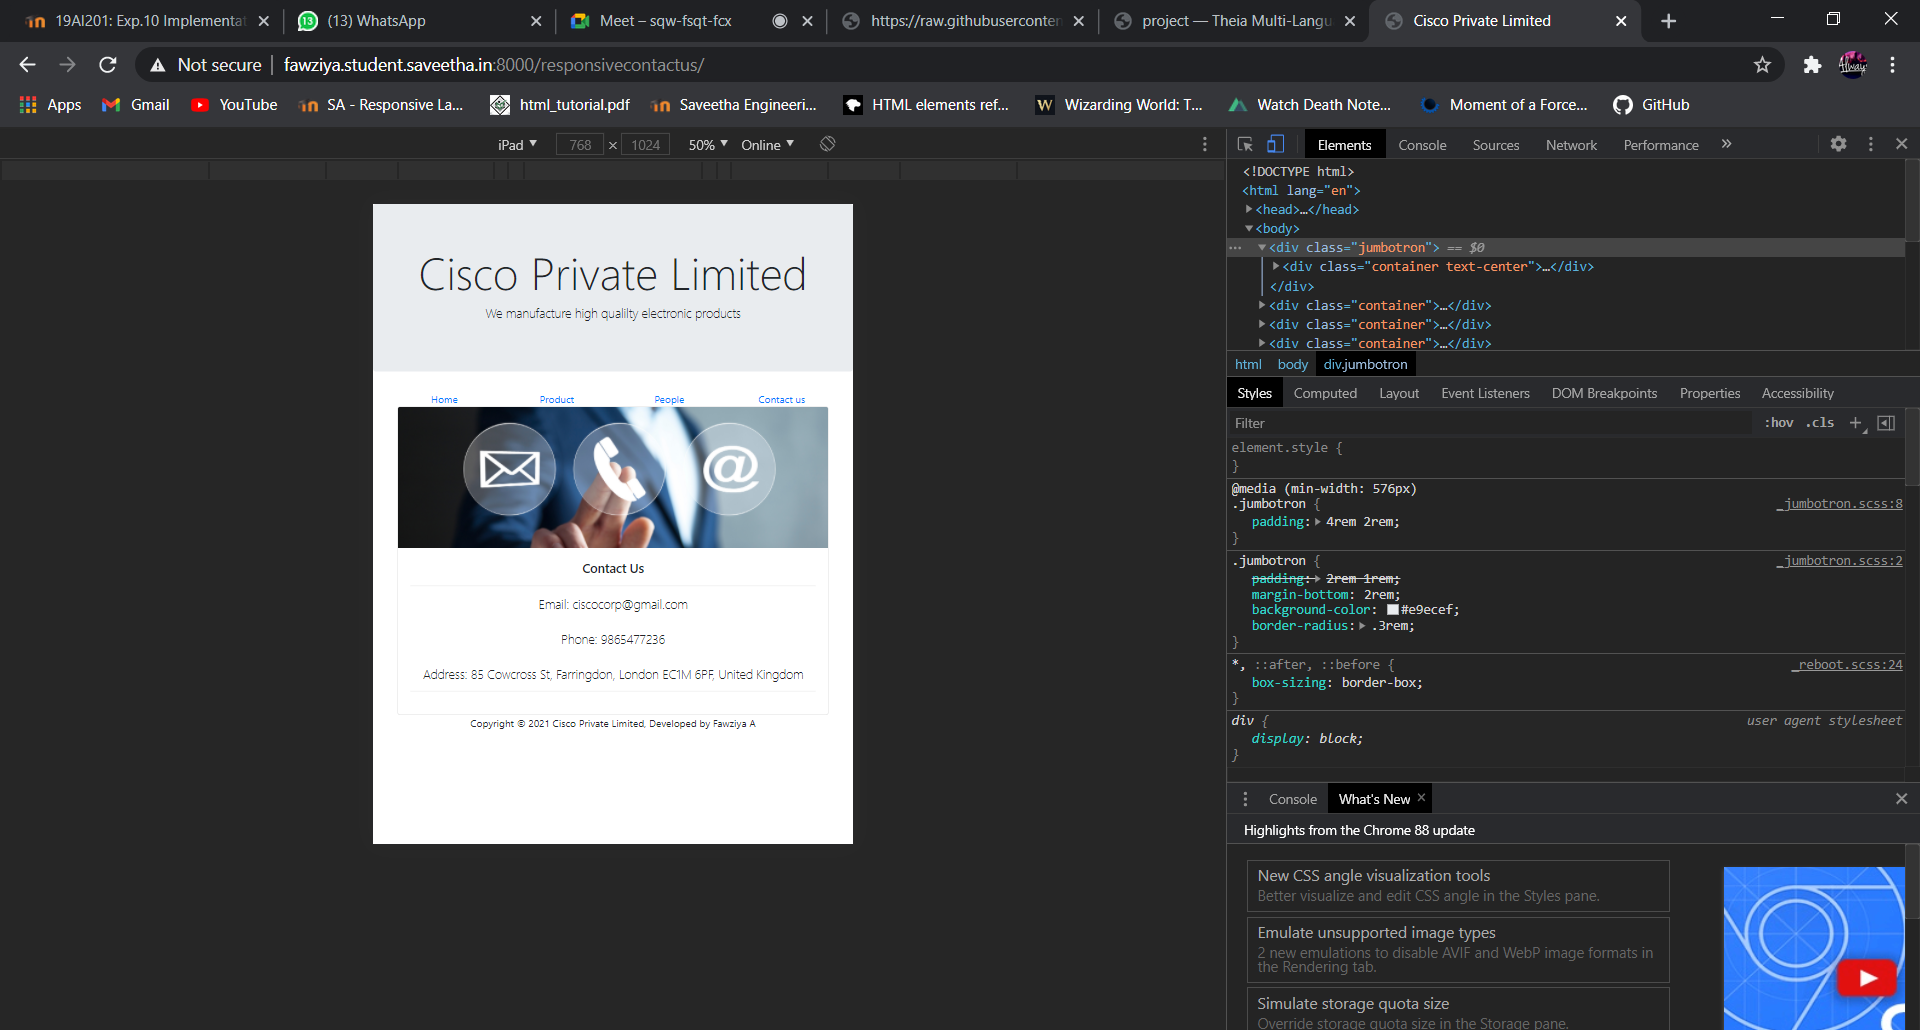 19AI201: Exp.10 Implementat
(13) WhatsApp
Meet – sqw-fsqt-fcx
https://raw.githubuserconten
project — Theia Multi-Langu
Cisco Private Limited
Not secure
fawziya.student.saveetha.in:8000/responsivecontactus/
Apps
Gmail
YouTube
SA - Responsive La...
html_tutorial.pdf
Saveetha Engineeri...
HTML elements ref...
W
Wizarding World: T...
Watch Death Note...
Moment of a Force...
GitHub
iPad ▼ 768 × 1024 50% ▼ Online ▼
Cisco Private Limited
We manufacture high qualilty electronic products
Home Product People Contact us
@
Contact Us
Email: ciscocorp@gmail.com
Phone: 9865477236
Address: 85 Cowcross St, Farringdon, London EC1M 6PF, United Kingdom
Copyright © 2021 Cisco Private Limited, Developed by Fawziya A
Elements Console Sources Network Performance »
<!DOCTYPE html>
<html lang="en">
<head>…</head>
<body>
<div class="jumbotron"> == $0
<div class="container text-center">…</div>
</div>
<div class="container">…</div>
<div class="container">…</div>
<div class="container">…</div>
html body div.jumbotron
Styles Computed Layout Event Listeners DOM Breakpoints Properties Accessibility
Filter :hov .cls +
element.style {
}
@media (min-width: 576px)
.jumbotron { _jumbotron.scss:8
padding: 4rem 2rem;
}
.jumbotron { _jumbotron.scss:2
padding: 2rem 1rem;
margin-bottom: 2rem;
background-color: #e9ecef;
border-radius: .3rem;
}
*, ::after, ::before { _reboot.scss:24
box-sizing: border-box;
}
div { user agent stylesheet
display: block;
}
Console What's New ×
Highlights from the Chrome 88 update
New CSS angle visualization tools
Better visualize and edit CSS angle in the Styles pane.
Emulate unsupported image types
2 new emulations to disable AVIF and WebP image formats in
the Rendering tab.
Simulate storage quota size
Override storage quota size in the Storage pane.